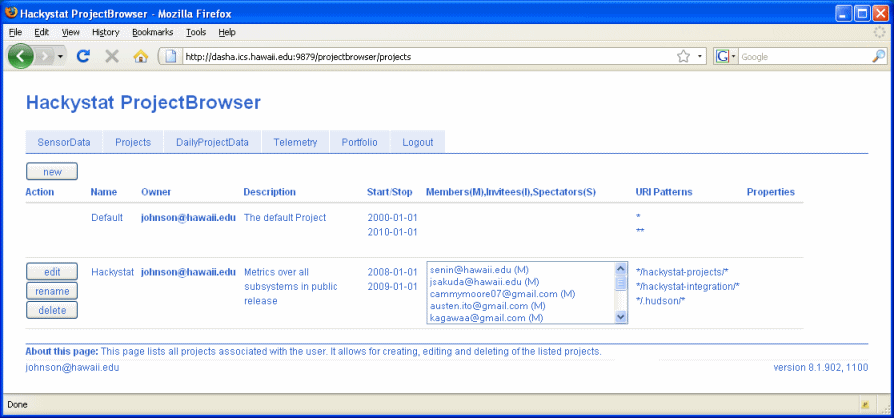 Hackystat ProjectBrowser - Mozilla Firefox
File Edit View History Bookmarks Tools Help
http://dasha.ics.hawaii.edu:9879/projectbrowser/projects
G Google
Hackystat ProjectBrowser
SensorData Projects DailyProjectData Telemetry Portfolio Logout
new
Action Name Owner Description Start/Stop Members(M),Invitees(I),Spectators(S) URI Patterns Properties
Default johnson@hawaii.edu The default Project 2000-01-01 *
2010-01-01 **
edit Hackystat johnson@hawaii.edu Metrics over all 2008-01-01 senin@hawaii.edu (M) */hackystat-projects/*
rename subsystems in public 2009-01-01 jsakuda@hawaii.edu (M) */hackystat-integration/*
release cammymoore07@gmail.com (M) */.hudson/*
delete austen.ito@gmail.com (M)
kagawaa@gmail.com (M)
About this page: This page lists all projects associated with the user. It allows for creating, editing and deleting of the listed projects.
johnson@hawaii.edu version 8.1.902, 1100
Done